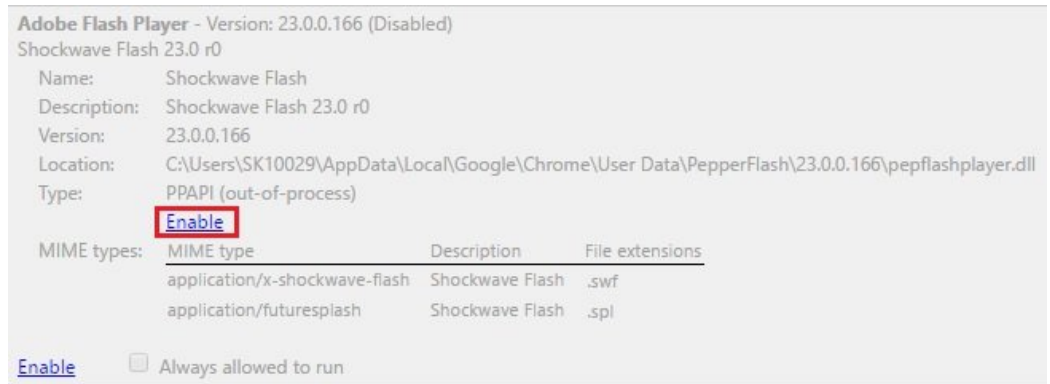 Adobe Flash Player - Version: 23.0.0.166 (Disabled)
Shockwave Flash 23.0 r0
Name: Shockwave Flash
Description: Shockwave Flash 23.0 r0
Version: 23.0.0.166
Location: C:\Users\SK10029\AppData\Local\Google\Chrome\User Data\PepperFlash\23.0.0.166\pepflashplayer.dll
Type: PPAPI (out-of-process)
Enable
MIME types: MIME type Description File extensions
application/x-shockwave-flash Shockwave Flash .swf
application/futuresplash Shockwave Flash .spl
Enable Always allowed to run